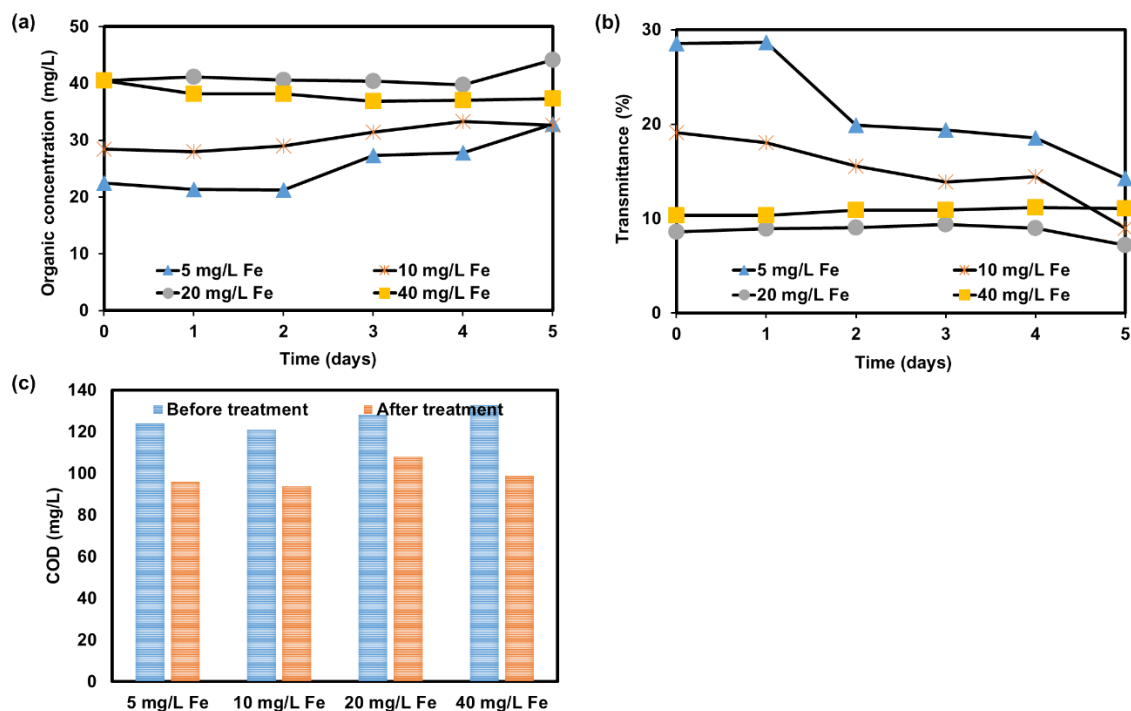 (a)
Organic concentration (mg/L)
50
40
30
20
10
0
5 mg/L Fe
10 mg/L Fe
20 mg/L Fe
40 mg/L Fe
0 1 2 3 4 5
Time (days)
(b)
Transmittance (%)
30
20
10
0
5 mg/L Fe
10 mg/L Fe
20 mg/L Fe
40 mg/L Fe
0 1 2 3 4 5
Time (days)
(c)
COD (mg/L)
140
120
100
80
60
40
20
0
Before treatment
After treatment
5 mg/L Fe 10 mg/L Fe 20 mg/L Fe 40 mg/L Fe